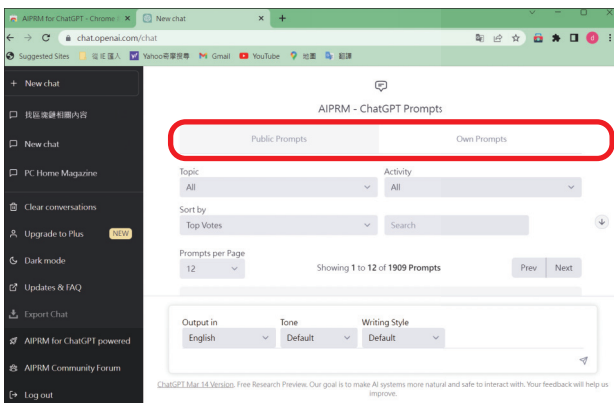 AIPRM for ChatGPT - Chrome
New chat
chat.openai.com/chat
Suggested Sites
Yahoo奇摩搜尋
Gmail
YouTube
地圖
翻譯
New chat
找區塊鏈相關內容
New chat
PC Home Magazine
Clear conversations
Upgrade to Plus NEW
Dark mode
Updates & FAQ
Export Chat
AIPRM for ChatGPT powered
AIPRM Community Forum
Log out
AIPRM - ChatGPT Prompts
Public Prompts Own Prompts
Topic Activity
All All
Sort by
Top Votes Search
Prompts per Page
12 Showing 1 to 12 of 1909 Prompts Prev Next
Output in Tone Writing Style
English Default Default
ChatGPT Mar 14 Version. Free Research Preview. Our goal is to make AI systems more natural and safe to interact with. Your feedback will help us
improve.